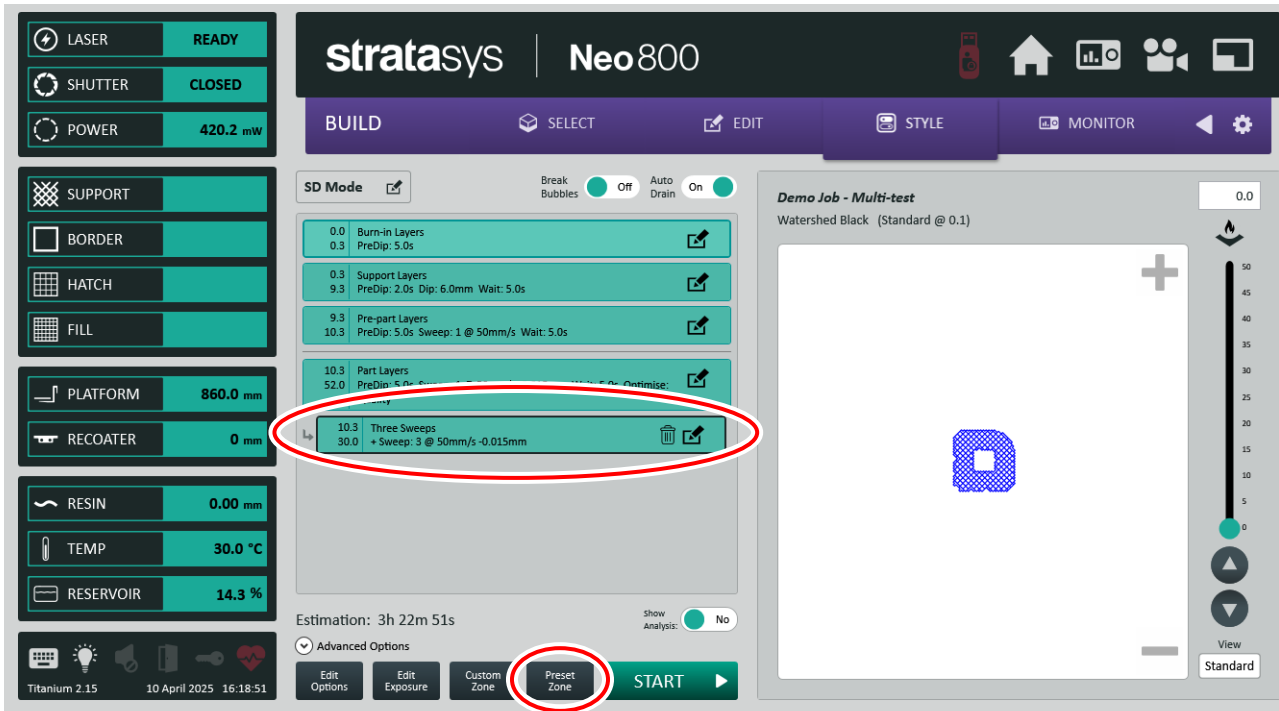 LASER READY
SHUTTER CLOSED
POWER 420.2 mW
SUPPORT
BORDER
HATCH
FILL
PLATFORM 860.0 mm
RECOATER 0 mm
RESIN 0.00 mm
TEMP 30.0 °C
RESERVOIR 14.3 %
Titanium 2.15 10 April 2025 16:18:51
stratasys | Neo800
BUILD SELECT EDIT STYLE MONITOR
SD Mode
Break Bubbles Off
Auto Drain On
0.0 Burn-in Layers
0.3 PreDip: 5.0s
0.3 Support Layers
9.3 PreDip: 2.0s Dip: 6.0mm Wait: 5.0s
9.3 Pre-part Layers
10.3 PreDip: 5.0s Sweep: 1 @ 50mm/s Wait: 5.0s
10.3 Part Layers
52.0 PreDip: 5.0s Optimise:
10.3 Three Sweeps
30.0 + Sweep: 3 @ 50mm/s -0.015mm
Estimation: 3h 22m 51s
Show Analysis: No
Advanced Options
Edit Options
Edit Exposure
Custom Zone
Preset Zone
START
Demo Job - Multi-test
Watershed Black (Standard @ 0.1)
0.0
50
45
40
35
30
25
20
15
10
5
0
View
Standard